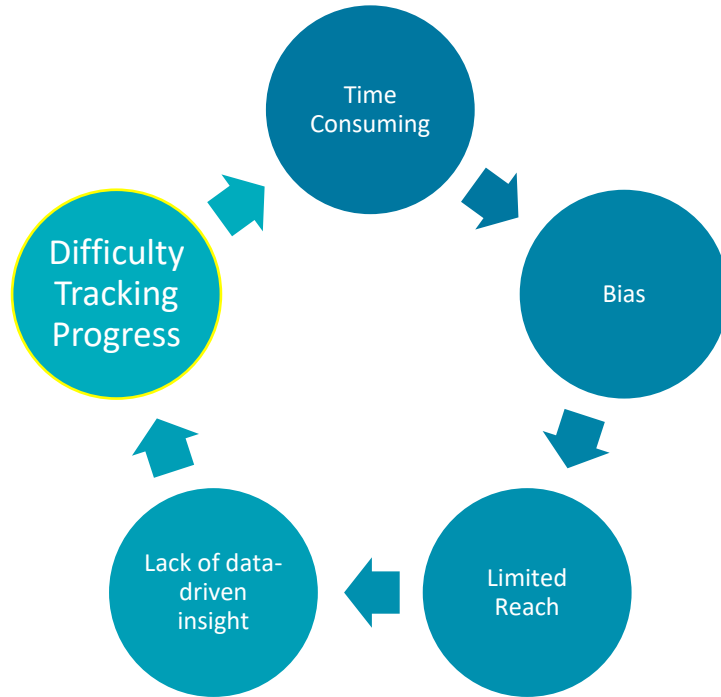 Time
Consuming
Bias
Limited
Reach
Lack of data-
driven
insight
Difficulty
Tracking
Progress